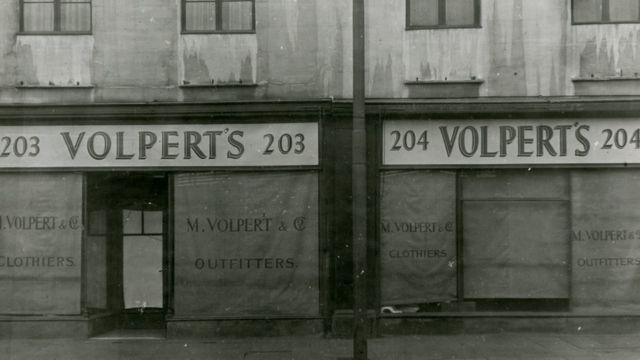 203 VOLPERT'S 203
M. VOLPERT & Co
CLOTHIERS.
M. VOLPERT & Co
OUTFITTERS.
204 VOLPERT'S 204
M. VOLPERT & Co
CLOTHIERS
M. VOLPERT & Co
OUTFITTERS.